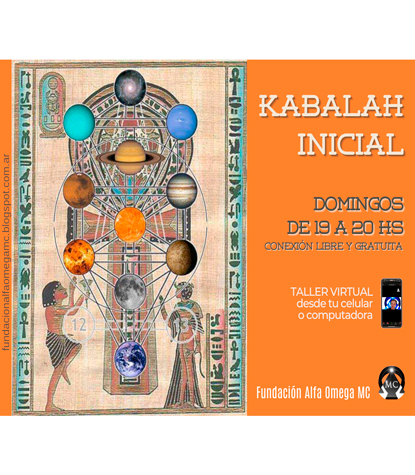 KABALAH
INICIAL
DOMINGOS
DE 19 A 20 HS
CONEXIÓN LIBRE Y GRATUITA
TALLER VIRTUAL
desde tu celular
o computadora
Fundación Alfa Omega MC
MC
fundacionalfaomegamc.blogspot.com.ar
12
13